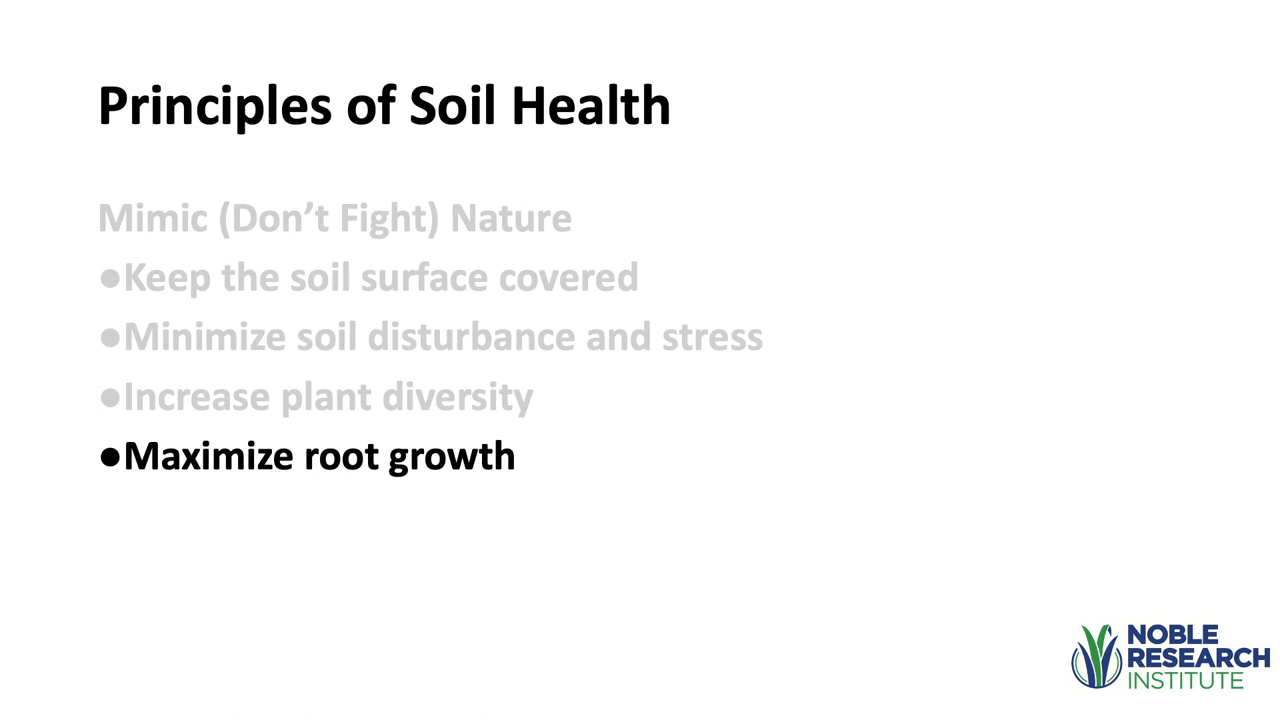 Principles of Soil Health
Mimic (Don’t Fight) Nature
●Keep the soil surface covered
●Minimize soil disturbance and stress
●Increase plant diversity
●Maximize root growth
NOBLE
RESEARCH
INSTITUTE